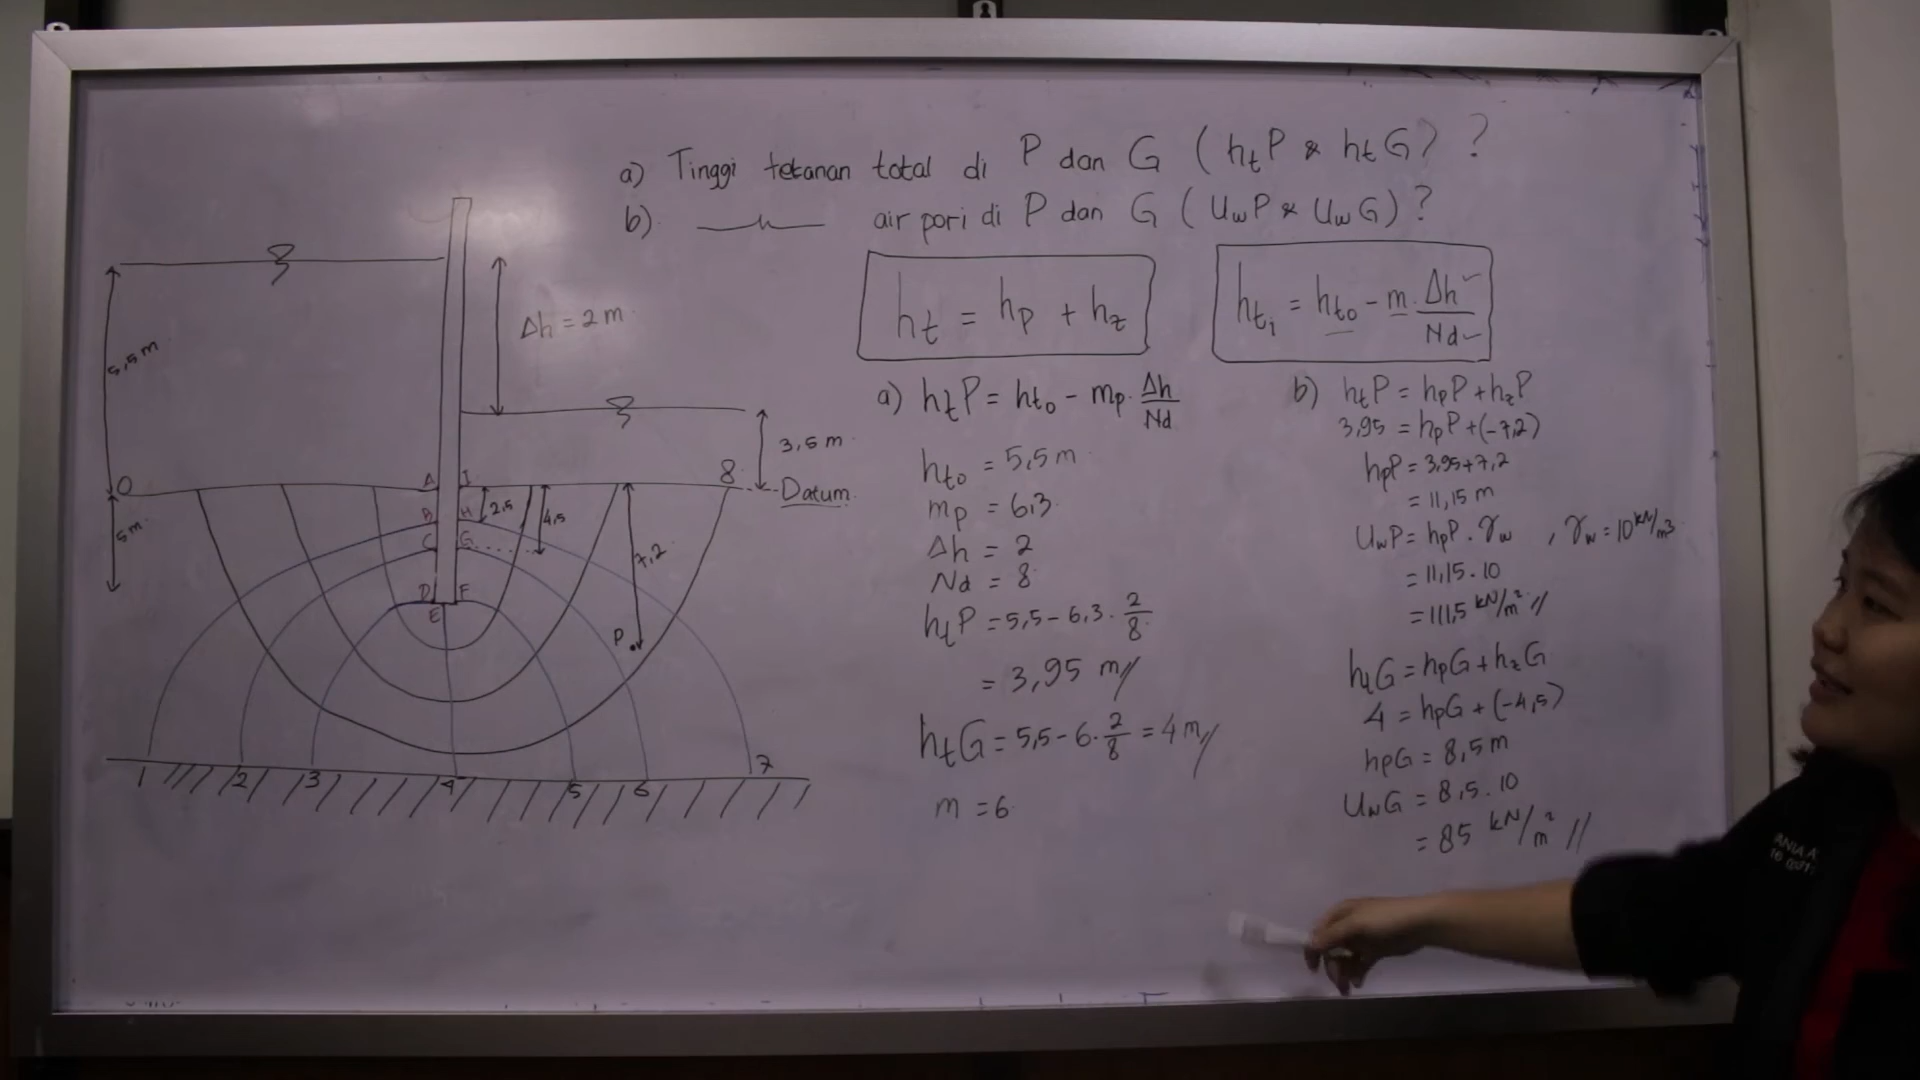 a) Tinggi tekanan total di P dan G (htP & htG) ?
b) air pori di P dan G (UwP & UwG) ?
ht = hp + hz
hti = hto - m. Δh/Nd
Δh = 2 m
5,5 m
3,5 m
Datum
0
8
A I
B H
C G
D F
E
2,5
4,5
7,2
5 m
P
1 2 3 4 5 6 7
a) htP = hto - mp. Δh/Nd
hto = 5,5 m
mp = 6,3
Δh = 2
Nd = 8
htP = 5,5 - 6,3 . 2/8
= 3,95 m //
htG = 5,5 - 6. 2/8 = 4 m //
m = 6
b) htP = hpP + hzP
3,95 = hpP + (-7,2)
hpP = 3,95 + 7,2
= 11,15 m
UwP = hpP . γw , γw = 10 kN/m3
= 11,15 . 10
= 111,5 kN/m² //
htG = hpG + hzG
4 = hpG + (-4,5)
hpG = 8,5 m
UwG = 8,5 . 10
= 85 kN/m² //
ANIA A